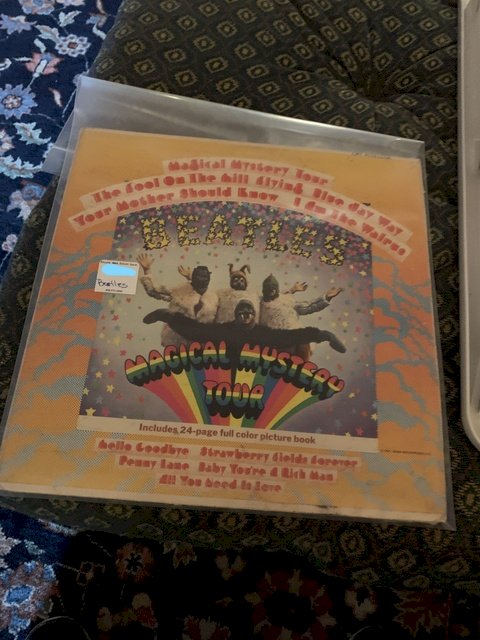 Magical Mystery Tour
The Fool On The Hill Flying Blue Jay Way
Your Mother Should Know I Am The Walrus
BEATLES
Beatles
MAGICAL MYSTERY
TOUR
Includes 24-page full color picture book
Hello Goodbye Strawberry Fields Forever
Penny Lane Baby You're A Rich Man
All You Need Is Love